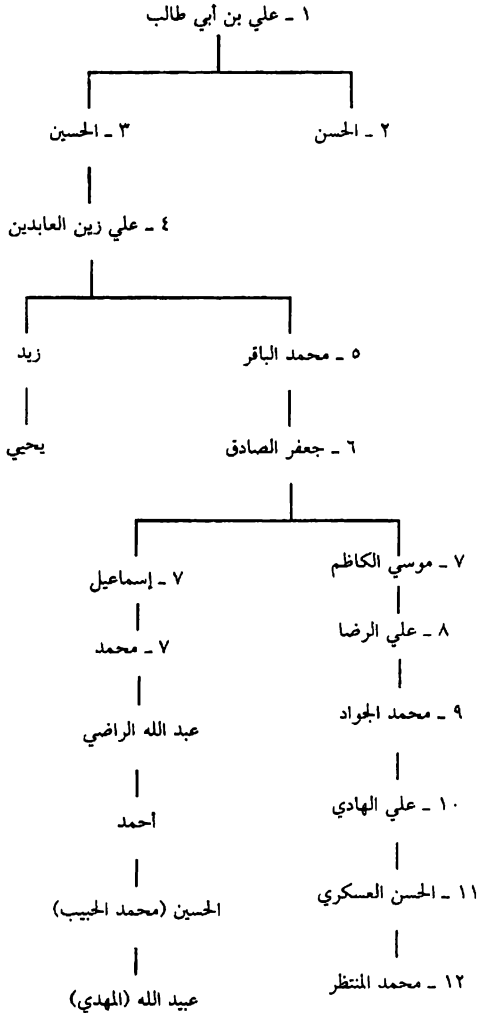 ١ ـ علي بن أبي طالب
٢ ـ الحسن
٣ ـ الحسين
٤ ـ علي زين العابدين
٥ ـ محمد الباقر
زيد
٦ ـ جعفر الصادق
يحيي
٧ ـ موسي الكاظم
٧ ـ إسماعيل
٨ ـ علي الرضا
٧ ـ محمد
٩ ـ محمد الجواد
عبد الله الراضي
١٠ ـ علي الهادي
أحمد
١١ ـ الحسن العسكري
الحسين (محمد الحبيب)
١٢ ـ محمد المنتظر
عبيد الله (المهدي)